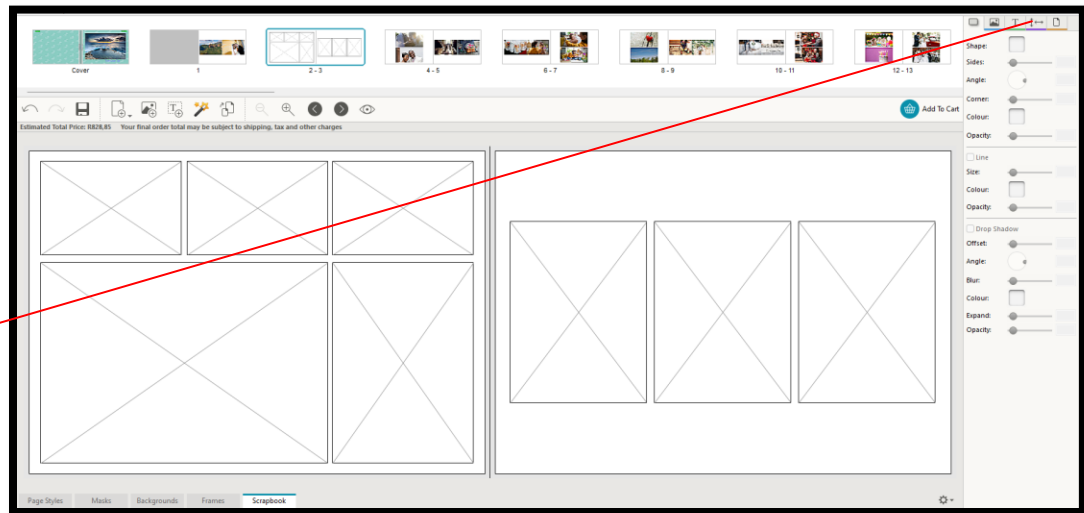 Cover
1
2 - 3
4 - 5
6 - 7
8 - 9
10 - 11
12 - 13
Add To Cart
Estimated Total Price: R828,85 Your final order total may be subject to shipping, tax and other charges
T
Shape:
Sides:
Angle:
Corner:
Colour:
Opacity:
Line
Size:
Colour:
Opacity:
Drop Shadow
Offset:
Angle:
Blur:
Colour:
Expand:
Opacity:
Page Styles
Masks
Backgrounds
Frames
Scrapbook